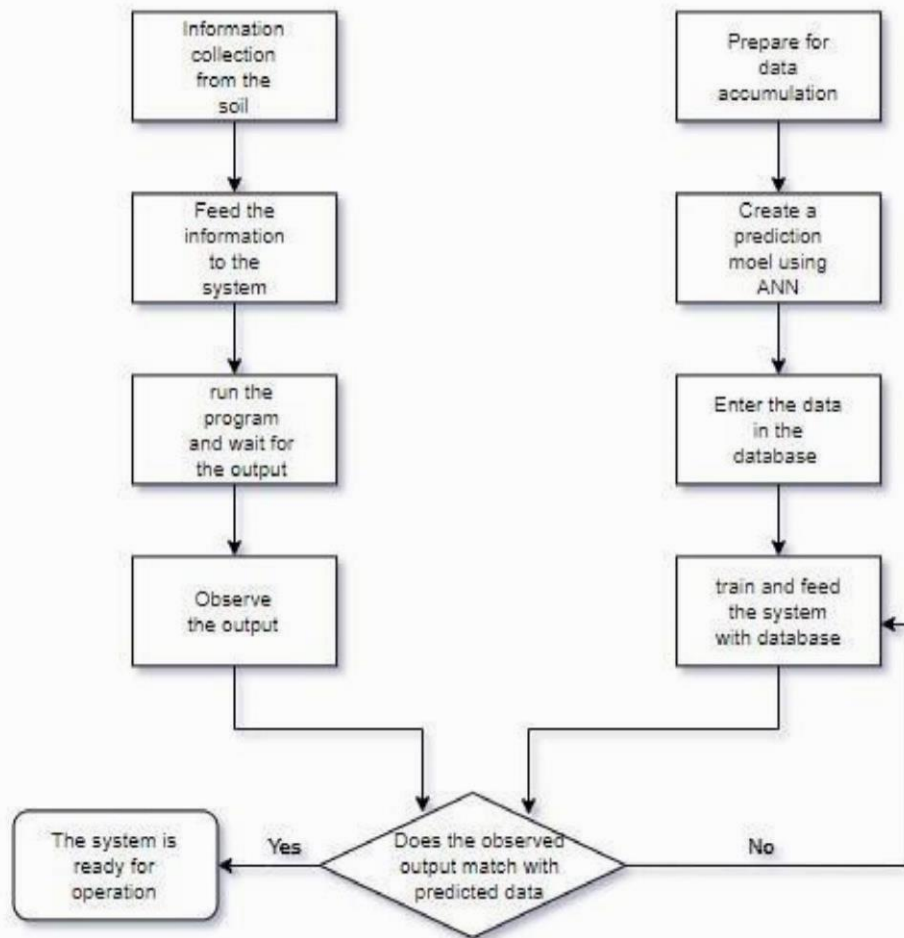 Information
collection
from the
soil
Prepare for
data
accumulation
Feed the
information
to the
system
Create a
prediction
moel using
ANN
run the
program
and wait for
the output
Enter the data
in the
database
Observe
the output
train and feed
the system
with database
The system is
ready for
operation
Yes
Does the observed
output match with
predicted data
No